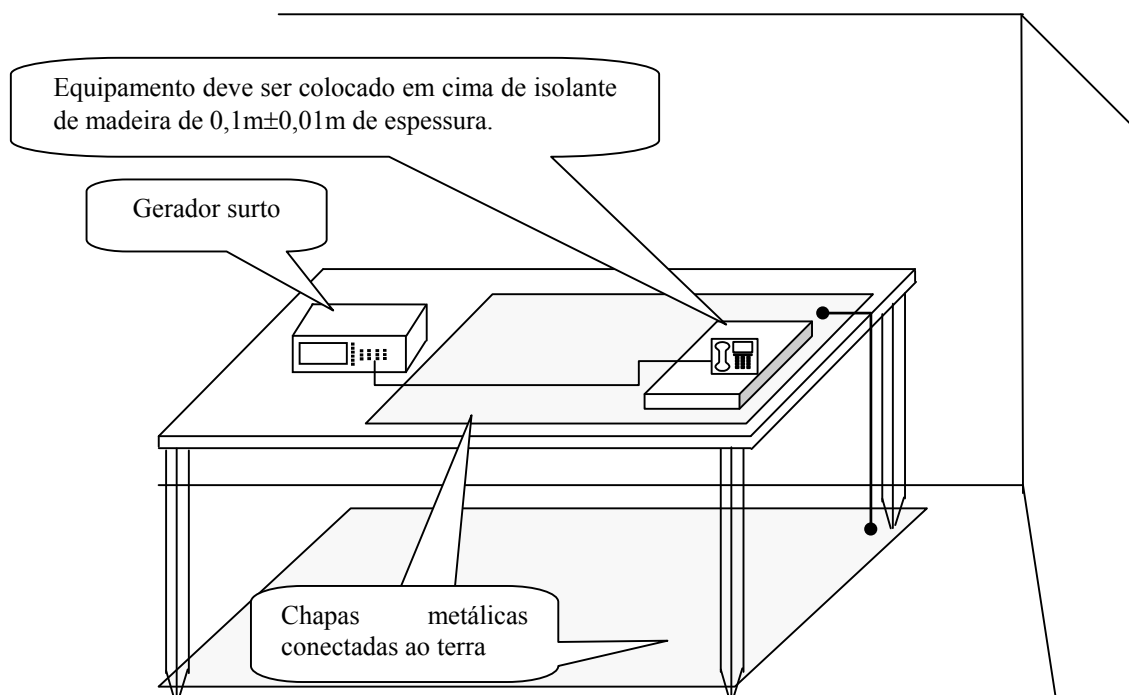 Equipamento deve ser colocado em cima de isolante
de madeira de 0,1m±0,01m de espessura.
Gerador surto
Chapas metálicas
conectadas ao terra